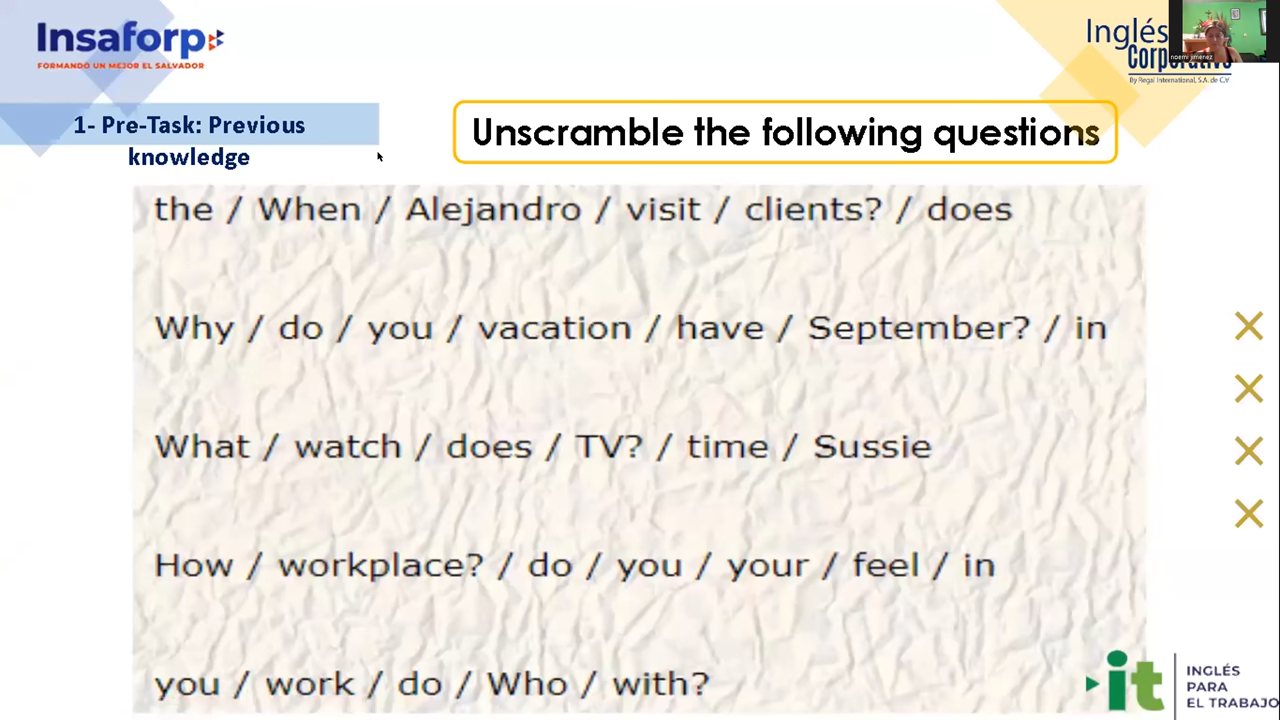 Insaforp
FORMANDO UN MEJOR EL SALVADOR
Inglés
Corporativo
By Regal International, S.A. de C.V
noemi jimenez
1- Pre-Task: Previous
knowledge
Unscramble the following questions
the / When / Alejandro / visit / clients? / does
Why / do / you / vacation / have / September? / in
What / watch / does / TV? / time / Sussie
How / workplace? / do / you / your / feel / in
you / work / do / Who / with?
it
INGLÉS
PARA
EL TRABAJO